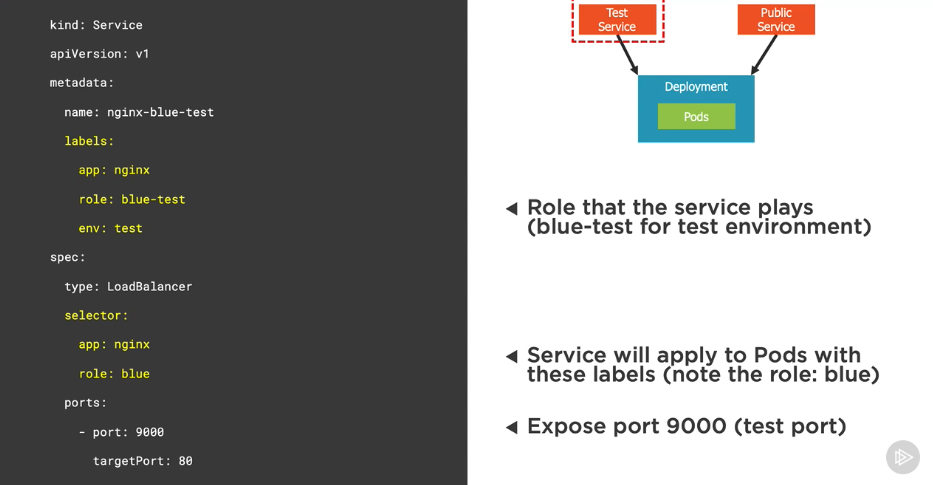 kind: Service
apiVersion: v1
metadata:
name: nginx-blue-test
labels:
app: nginx
role: blue-test
env: test
spec:
type: LoadBalancer
selector:
app: nginx
role: blue
ports:
- port: 9000
targetPort: 80
Test
Service
Public
Service
Deployment
Pods
Role that the service plays
(blue-test for test environment)
Service will apply to Pods with
these labels (note the role: blue)
Expose port 9000 (test port)